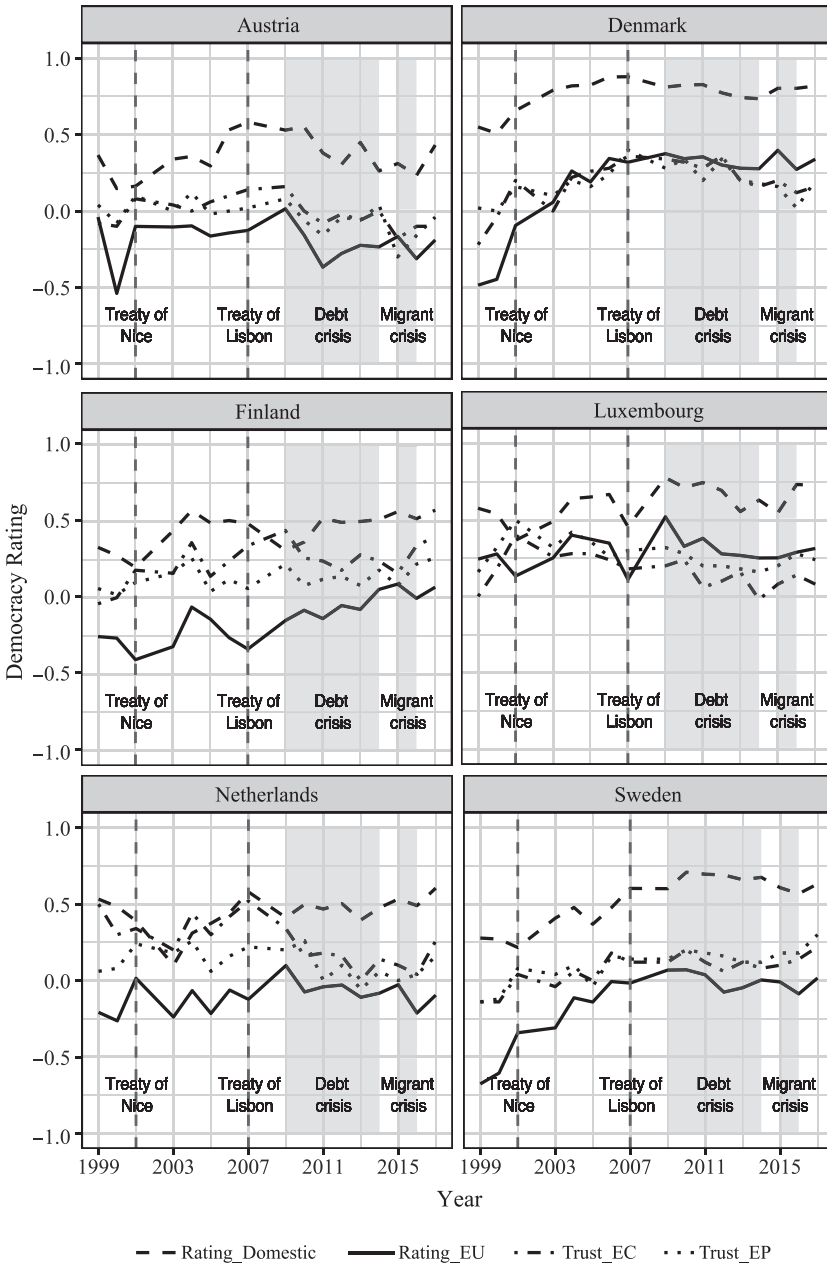 Austria
Denmark
1.0
0.5
0.0
−0.5
−1.0
Treaty of
Nice
Treaty of
Lisbon
Debt
crisis
Migrant
crisis
Treaty of
Nice
Treaty of
Lisbon
Debt
crisis
Migrant
crisis
Finland
Luxembourg
Democracy Rating
1.0
0.5
0.0
−0.5
−1.0
Treaty of
Nice
Treaty of
Lisbon
Debt
crisis
Migrant
crisis
Treaty of
Nice
Treaty of
Lisbon
Debt
crisis
Migrant
crisis
Netherlands
Sweden
1.0
0.5
0.0
−0.5
−1.0
Treaty of
Nice
Treaty of
Lisbon
Debt
crisis
Migrant
crisis
Treaty of
Nice
Treaty of
Lisbon
Debt
crisis
Migrant
crisis
1999 2003 2007 2011 2015 1999 2003 2007 2011 2015
Year
Rating_Domestic Rating_EU Trust_EC Trust_EP